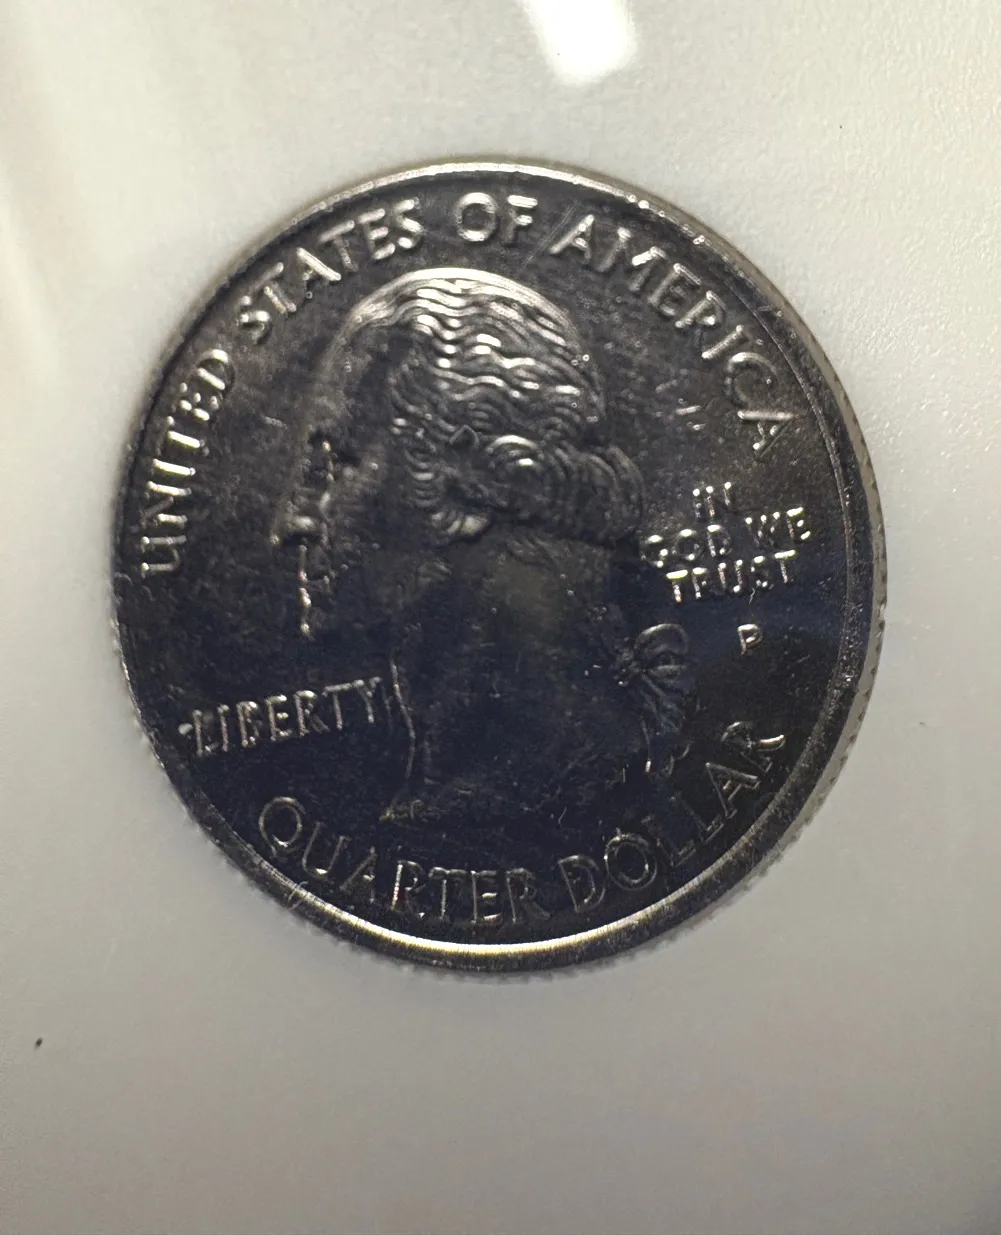 UNITED STATES OF AMERICA
IN
GOD WE
TRUST
P
LIBERTY
QUARTER DOLLAR